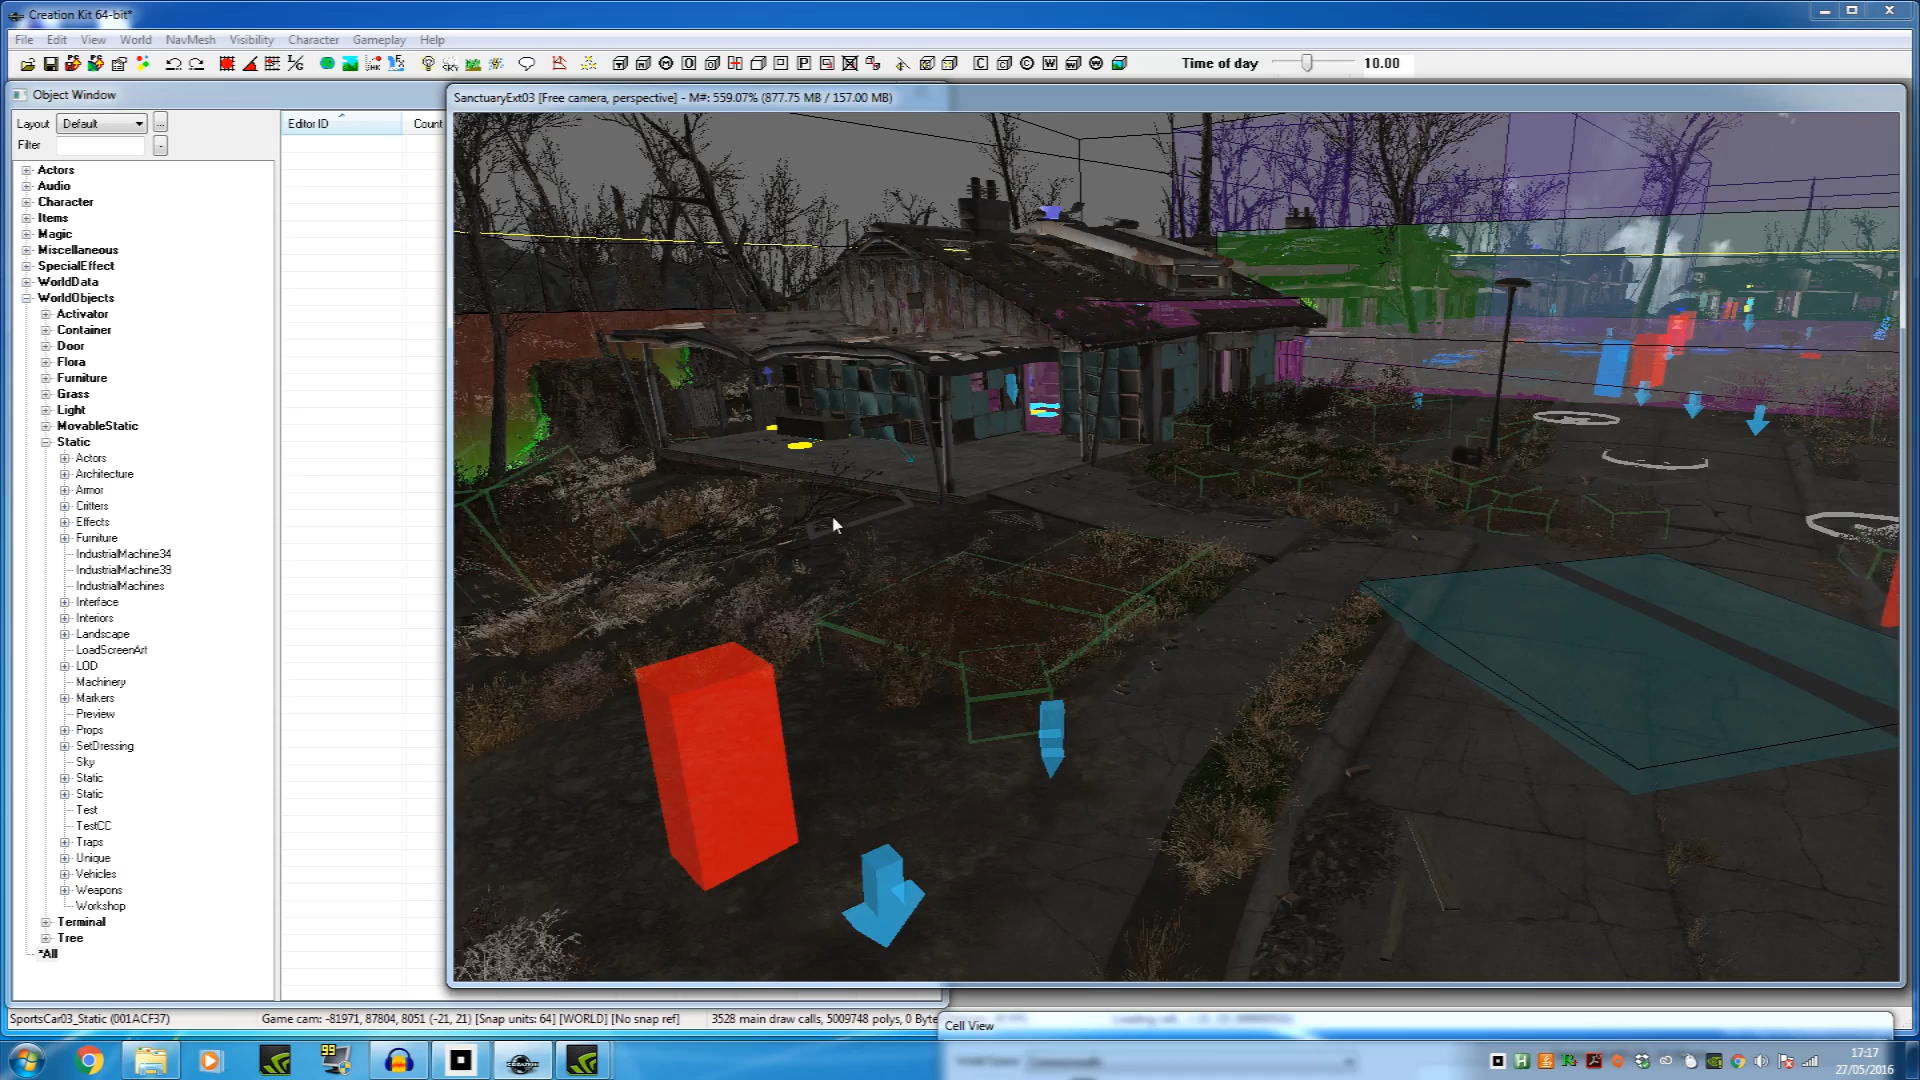 Creation Kit 64-bit*
File Edit View World NavMesh Visibility Character Gameplay Help
Time of day 10.00
Object Window
SanctuaryExt03 [Free camera, perspective] - M#: 559.07% (877.75 MB / 157.00 MB)
Layout Default ...
Filter
Editor ID Count
Actors
Audio
Character
Items
Magic
Miscellaneous
SpecialEffect
WorldData
WorldObjects
Activator
Container
Door
Flora
Furniture
Grass
Light
MovableStatic
Static
Actors
Architecture
Armor
Critters
Effects
Furniture
IndustrialMachine34
IndustrialMachine39
IndustrialMachines
Interface
Interiors
Landscape
LoadScreenArt
LOD
Machinery
Markers
Preview
Props
SetDressing
Sky
Static
Static
Test
TestCC
Traps
Unique
Vehicles
Weapons
Workshop
Terminal
Tree
*All
SportsCar03_Static (001ACF37) Game cam: -81971, 87804, 8051 (-21, 21) [Snap units: 64] [WORLD] [No snap ref] 3528 main draw calls, 5009748 polys, 0 Byte
Cell View
99
17:17
27/05/2016